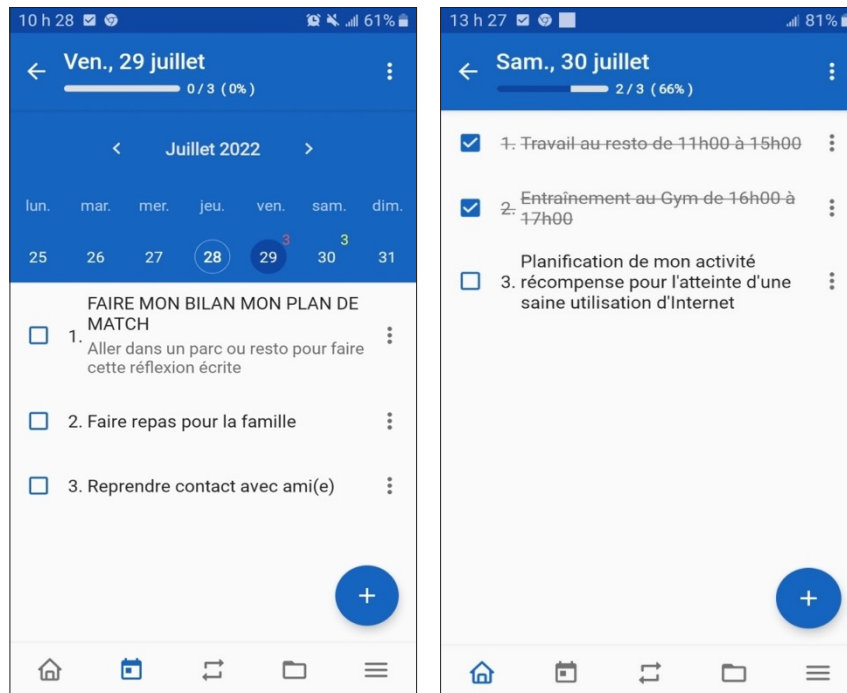 10 h 28
61%
Ven., 29 juillet
0 / 3 (0%)
Juillet 2022
lun. mar. mer. jeu. ven. sam. dim.
3 3
25 26 27 28 29 30 31
1. FAIRE MON BILAN MON PLAN DE
MATCH
Aller dans un parc ou resto pour faire
cette réflexion écrite
2. Faire repas pour la famille
3. Reprendre contact avec ami(e)
+
13 h 27
81%
Sam., 30 juillet
2 / 3 (66%)
1. Travail au resto de 11h00 à 15h00
2. Entraînement au Gym de 16h00 à
17h00
3. Planification de mon activité
récompense pour l'atteinte d'une
saine utilisation d'Internet
+